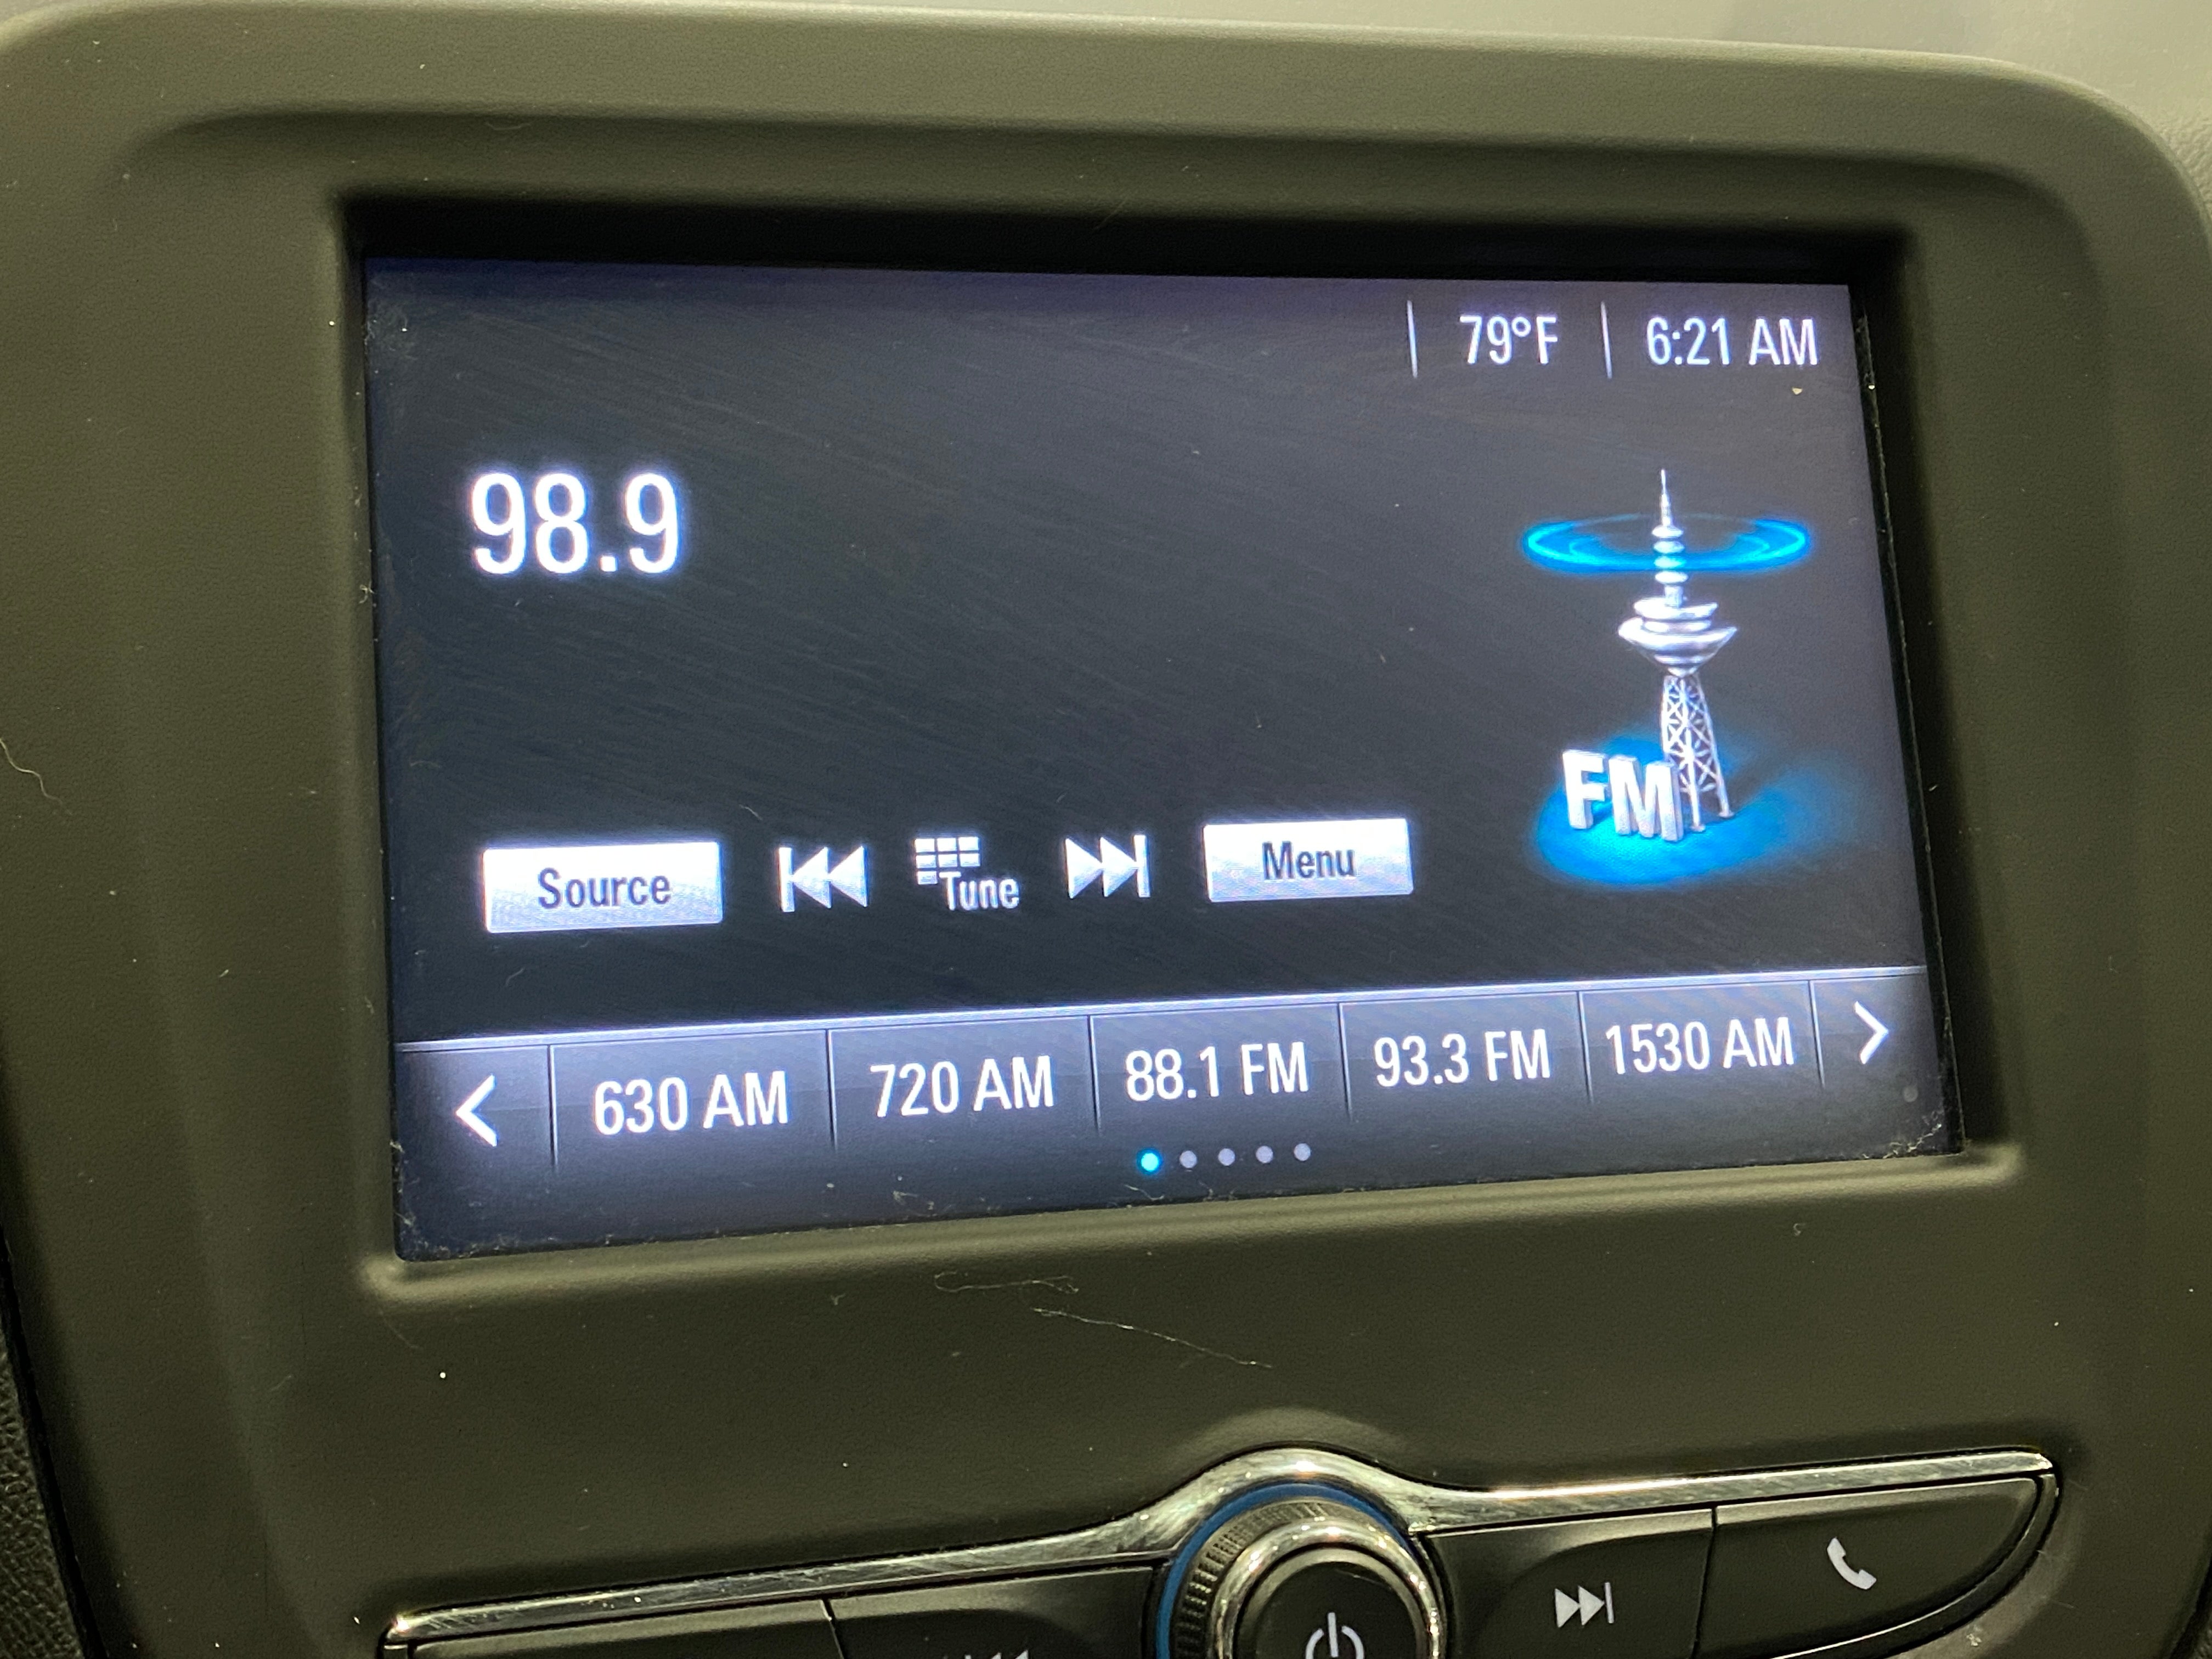 79°F 6:21 AM
98.9
FM
Source Tune Menu
630 AM 720 AM 88.1 FM 93.3 FM 1530 AM